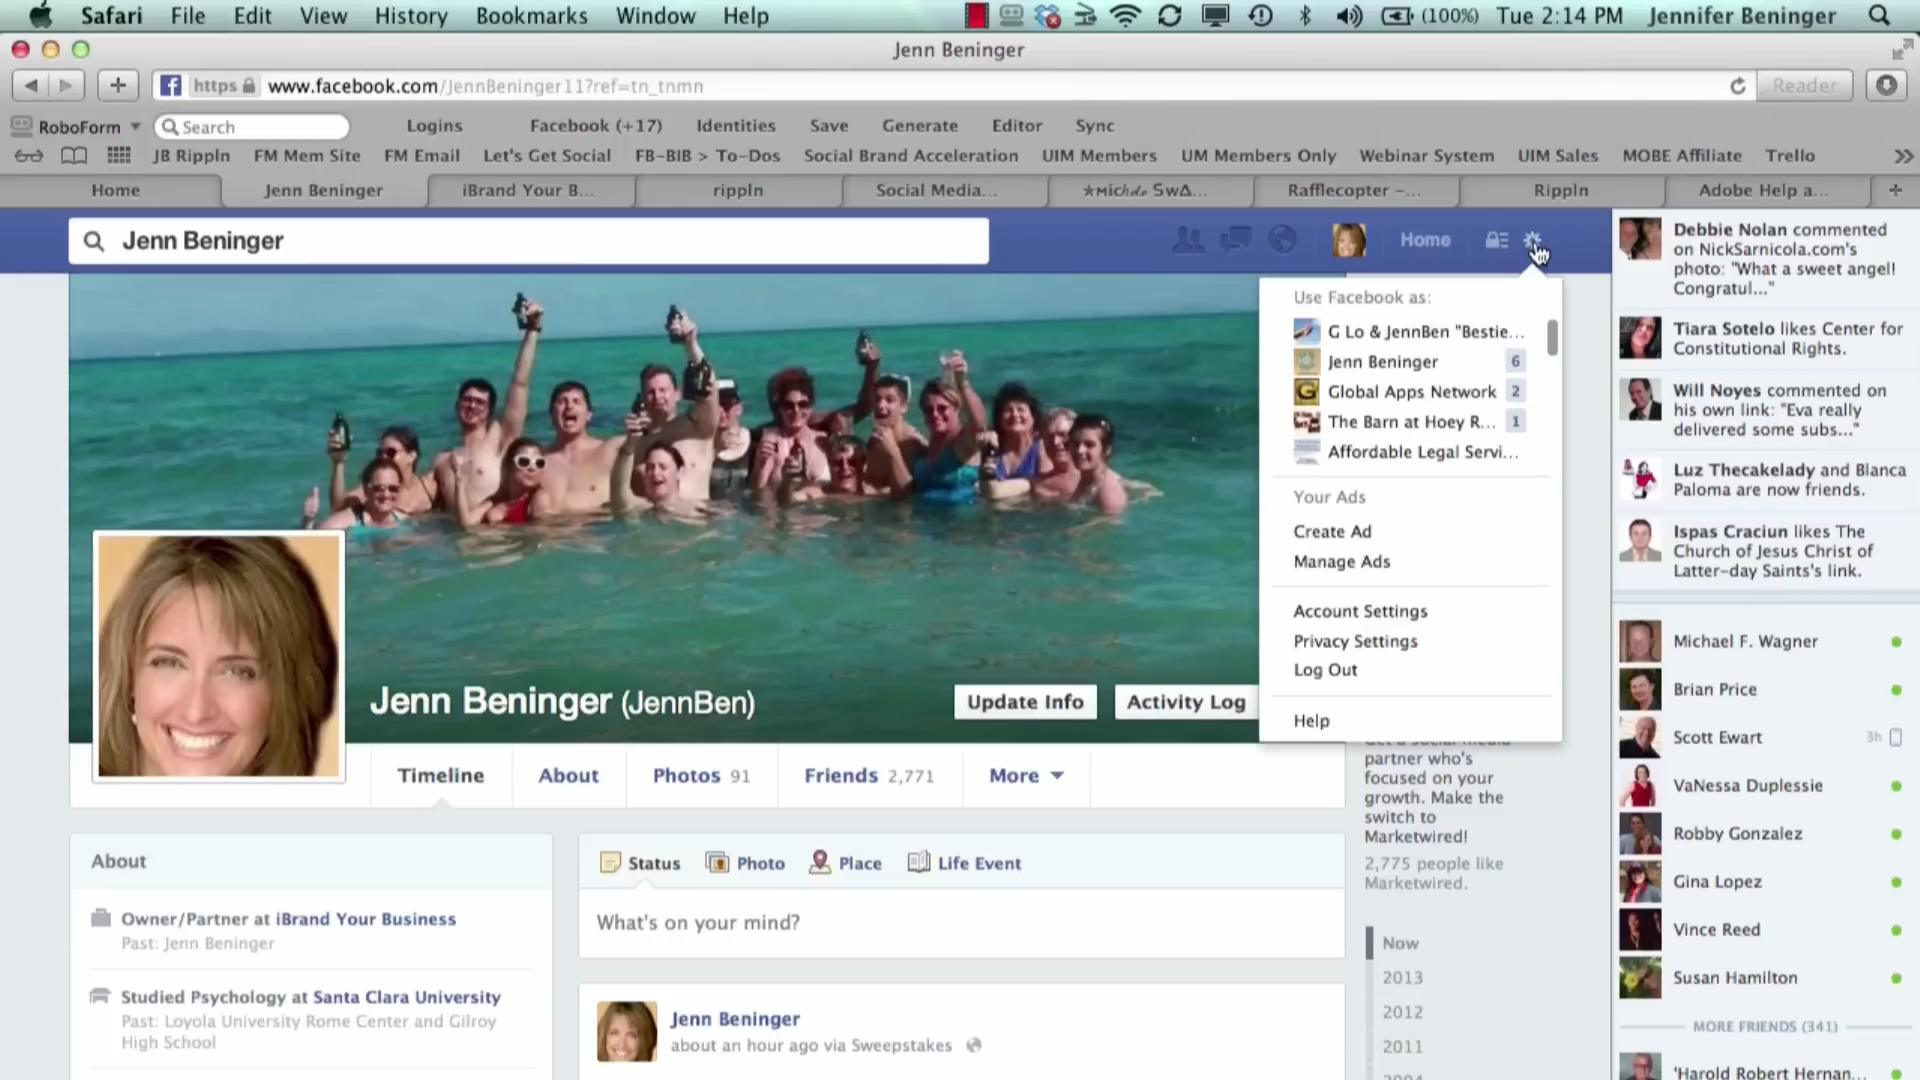 Safari File Edit View History Bookmarks Window Help (100%) Tue 2:14 PM Jennifer Beninger
Jenn Beninger
https www.facebook.com/JennBeninger11?ref=tn_tnmn Reader
RoboForm Search Logins Facebook (+17) Identities Save Generate Editor Sync
JB Rippln FM Mem Site FM Email Let's Get Social FB-BIB > To-Dos Social Brand Acceleration UIM Members UM Members Only Webinar System UIM Sales MOBE Affiliate Trello
Home Jenn Beninger iBrand Your B... rippln Social Media... Rafflecopter –... Rippln Adobe Help a...
Jenn Beninger Home
Use Facebook as:
G Lo & JennBen "Bestie...
Jenn Beninger 6
Global Apps Network 2
The Barn at Hoey R... 1
Affordable Legal Servi...
Your Ads
Create Ad
Manage Ads
Account Settings
Privacy Settings
Log Out
Help
Jenn Beninger (JennBen) Update Info Activity Log
Timeline About Photos 91 Friends 2,771 More
About
Owner/Partner at iBrand Your Business
Past: Jenn Beninger
Studied Psychology at Santa Clara University
Past: Loyola University Rome Center and Gilroy
High School
Status Photo Place Life Event
What's on your mind?
Jenn Beninger
about an hour ago via Sweepstakes
partner who's
focused on your
growth. Make the
switch to
Marketwired!
2,775 people like
Marketwired.
Now
2013
2012
2011
Debbie Nolan commented
on NickSarnicola.com's
photo: "What a sweet angel!
Congratul..."
Tiara Sotelo likes Center for
Constitutional Rights.
Will Noyes commented on
his own link: "Eva really
delivered some subs..."
Luz Thecakelady and Blanca
Paloma are now friends.
Ispas Craciun likes The
Church of Jesus Christ of
Latter-day Saints's link.
Michael F. Wagner
Brian Price
Scott Ewart 3h
VaNessa Duplessie
Robby Gonzalez
Gina Lopez
Vince Reed
Susan Hamilton
MORE FRIENDS (341)
'Harold Robert Hernan...